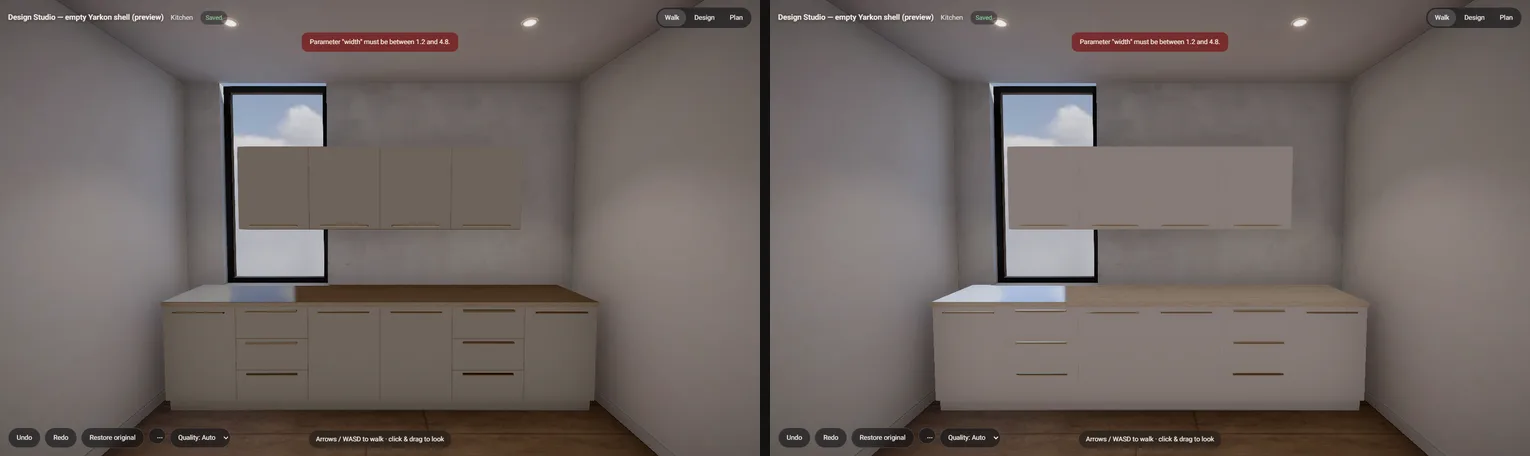 Design Studio — empty Yarkon shell (preview) Kitchen Saved
Walk Design Plan
Parameter "width" must be between 1.2 and 4.8.
Undo Redo Restore original ... Quality: Auto
Arrows / WASD to walk · click & drag to look
Design Studio — empty Yarkon shell (preview) Kitchen Saved
Walk Design Plan
Parameter "width" must be between 1.2 and 4.8.
Undo Redo Restore original ... Quality: Auto
Arrows / WASD to walk · click & drag to look